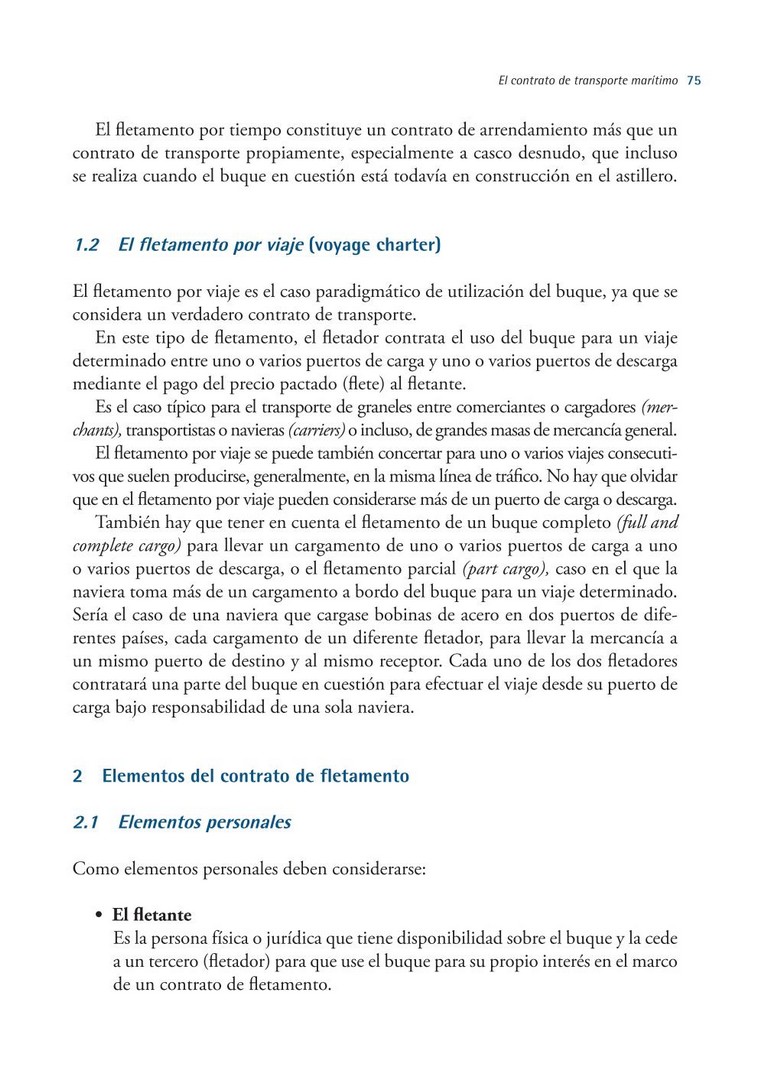 El contrato de transporte marítimo 75
El fletamento por tiempo constituye un contrato de arrendamiento más que un
contrato de transporte propiamente, especialmente a casco desnudo, que incluso
se realiza cuando el buque en cuestión está todavía en construcción en el astillero.
1.2 El fletamento por viaje (voyage charter)
El fletamento por viaje es el caso paradigmático de utilización del buque, ya que se
considera un verdadero contrato de transporte.
En este tipo de fletamento, el fletador contrata el uso del buque para un viaje
determinado entre uno o varios puertos de carga y uno o varios puertos de descarga
mediante el pago del precio pactado (flete) al fletante.
Es el caso típico para el transporte de graneles entre comerciantes o cargadores (mer-
chants), transportistas o navieras (carriers) o incluso, de grandes masas de mercancía general.
El fletamento por viaje se puede también concertar para uno o varios viajes consecuti-
vos que suelen producirse, generalmente, en la misma línea de tráfico. No hay que olvidar
que en el fletamento por viaje pueden considerarse más de un puerto de carga o descarga.
También hay que tener en cuenta el fletamento de un buque completo (full and
complete cargo) para llevar un cargamento de uno o varios puertos de carga a uno
o varios puertos de descarga, o el fletamento parcial (part cargo), caso en el que la
naviera toma más de un cargamento a bordo del buque para un viaje determinado.
Sería el caso de una naviera que cargase bobinas de acero en dos puertos de dife-
rentes países, cada cargamento de un diferente fletador, para llevar la mercancía a
un mismo puerto de destino y al mismo receptor. Cada uno de los dos fletadores
contratará una parte del buque en cuestión para efectuar el viaje desde su puerto de
carga bajo responsabilidad de una sola naviera.
2 Elementos del contrato de fletamento
2.1 Elementos personales
Como elementos personales deben considerarse:
• El fletante
Es la persona física o jurídica que tiene disponibilidad sobre el buque y la cede
a un tercero (fletador) para que use el buque para su propio interés en el marco
de un contrato de fletamento.